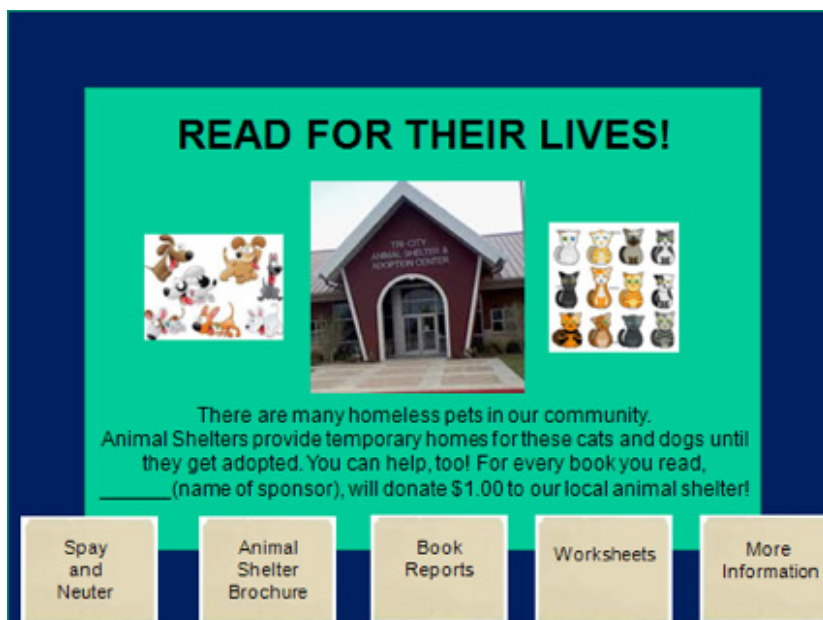 READ FOR THEIR LIVES!
TRI-CITY
ANIMAL SHELTER &
ADOPTION CENTER
There are many homeless pets in our community.
Animal Shelters provide temporary homes for these cats and dogs until
they get adopted. You can help, too! For every book you read,
______(name of sponsor), will donate $1.00 to our local animal shelter!
Spay
and
Neuter
Animal
Shelter
Brochure
Book
Reports
Worksheets
More
Information